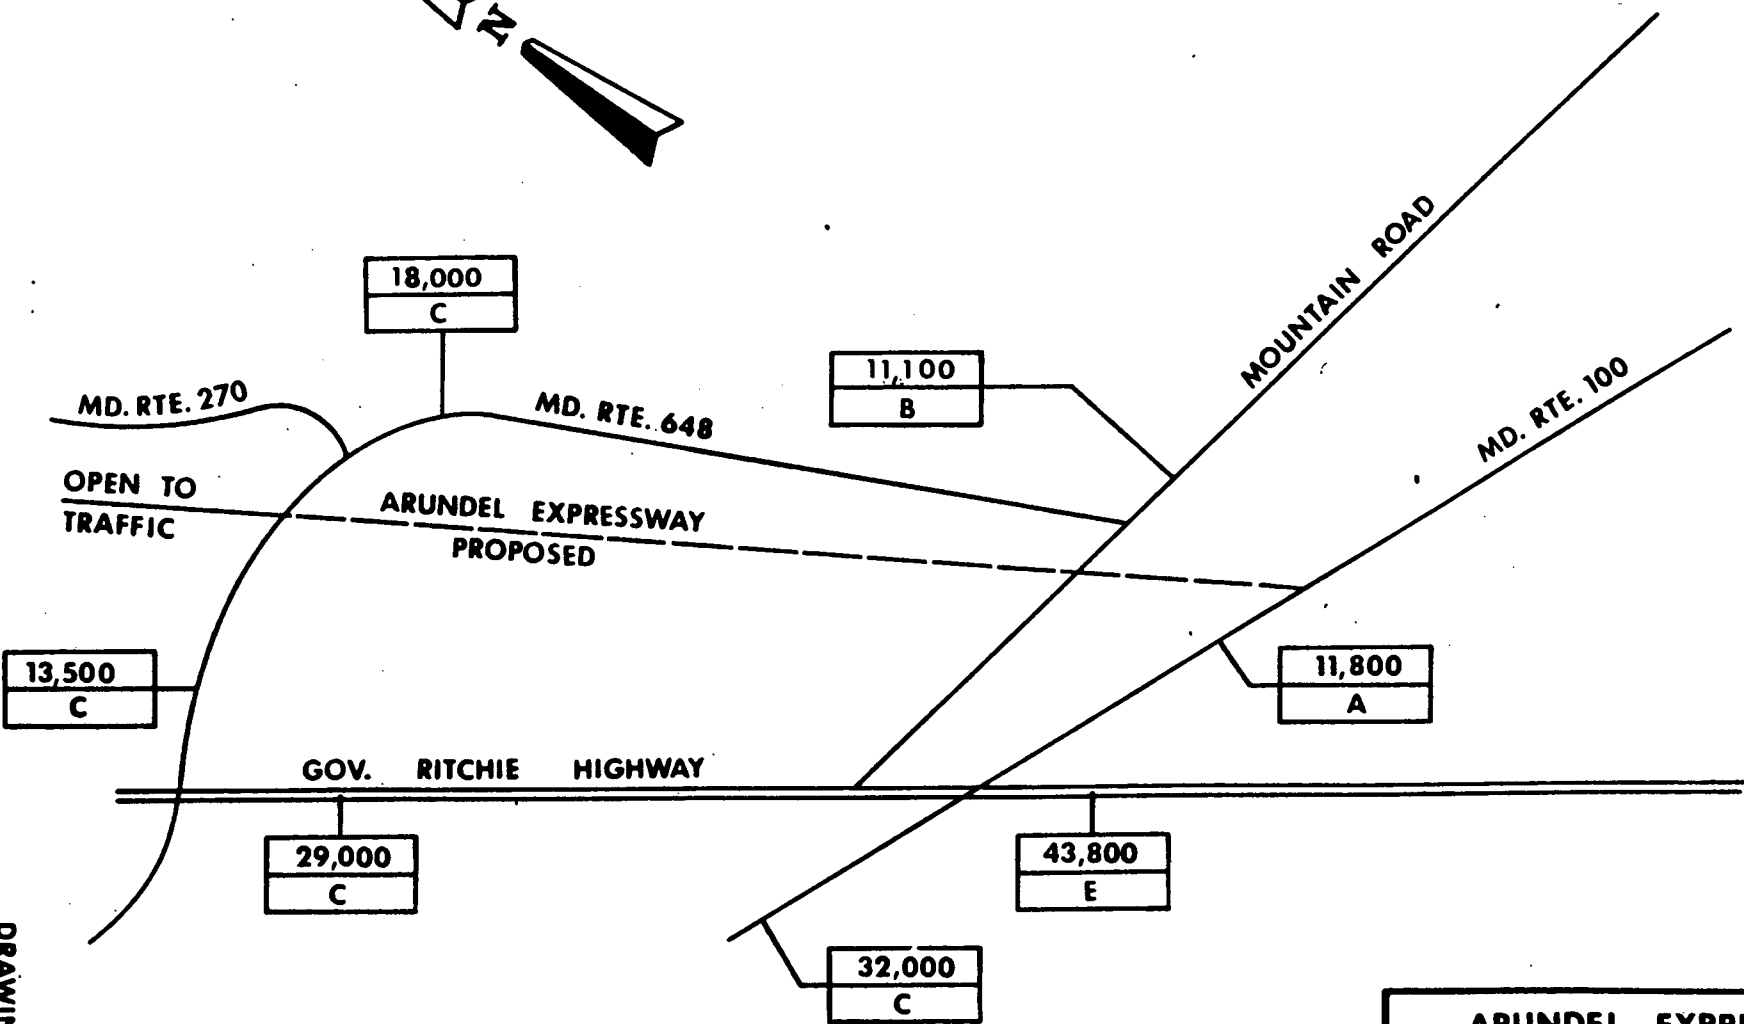 N
18,000
C
11,100
B
MOUNTAIN ROAD
MD. RTE. 100
MD. RTE. 270
MD. RTE. 648
OPEN TO
TRAFFIC
ARUNDEL EXPRESSWAY
PROPOSED
13,500
C
11,800
A
GOV. RITCHIE HIGHWAY
29,000
C
43,800
E
32,000
C
ARUNDEL